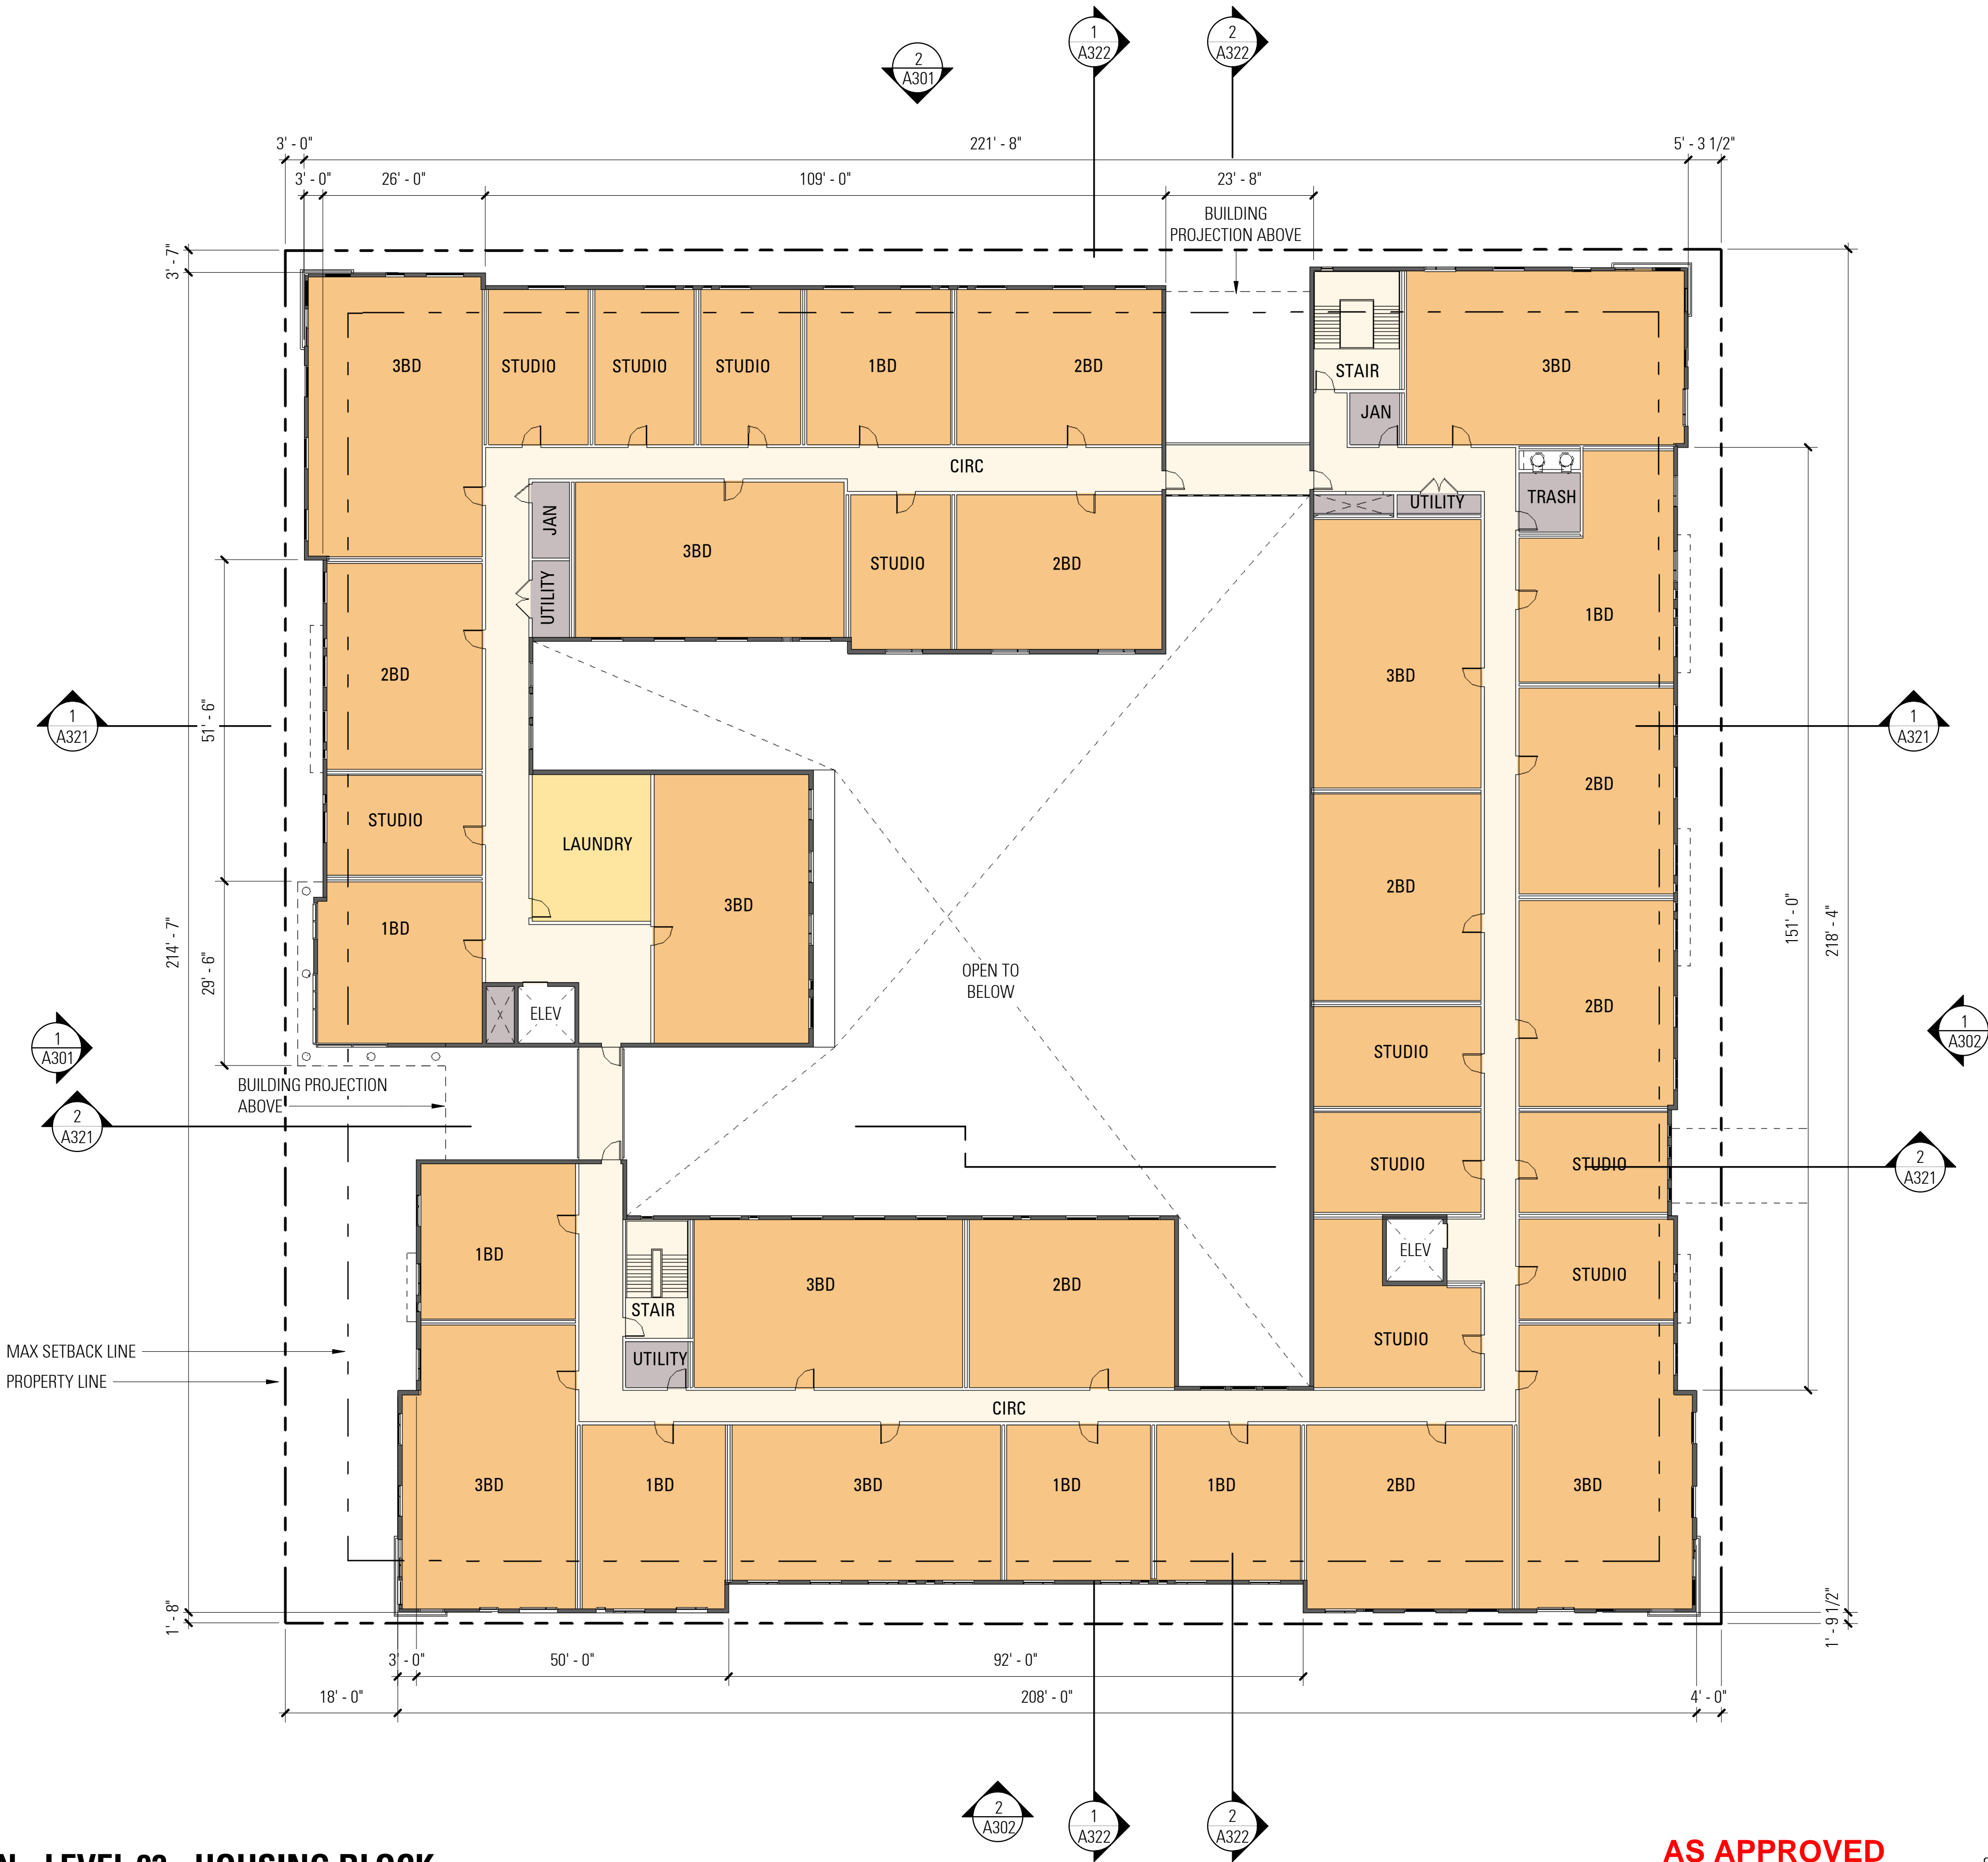 1
A322
2
A322
2
A301
3' - 0"
221' - 8"
5' - 3 1/2"
3' - 0"
26' - 0"
109' - 0"
23' - 8"
BUILDING
PROJECTION ABOVE
3' - 7"
3BD
STUDIO
STUDIO
STUDIO
1BD
2BD
STAIR
3BD
JAN
CIRC
JAN
UTILITY
3BD
STUDIO
2BD
UTILITY
TRASH
1BD
2BD
3BD
51' - 6"
1
A321
1
A321
2BD
STUDIO
LAUNDRY
3BD
2BD
1BD
29' - 6"
214' - 7"
151' - 0"
218' - 4"
OPEN TO
BELOW
2BD
ELEV
1
A301
1
A302
STUDIO
BUILDING PROJECTION
ABOVE
2
A321
STUDIO
STUDIO
2
A321
1BD
3BD
2BD
ELEV
STUDIO
STAIR
STUDIO
UTILITY
MAX SETBACK LINE
PROPERTY LINE
CIRC
3BD
1BD
3BD
1BD
1BD
2BD
3BD
1' - 8"
1' - 9 1/2"
3' - 0"
50' - 0"
92' - 0"
18' - 0"
208' - 0"
4' - 0"
2
A302
1
A322
2
A322
AS APPROVED